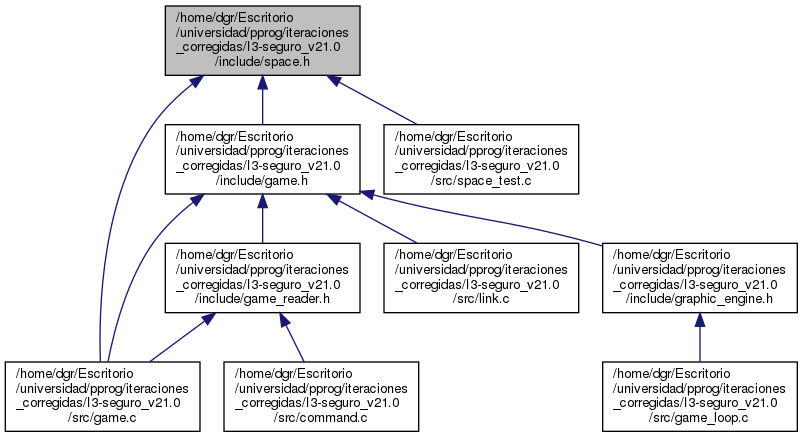 /home/dgr/Escritorio
/universidad/pprog/iteraciones
_corregidas/I3-seguro_v21.0
/include/space.h
/home/dgr/Escritorio
/universidad/pprog/iteraciones
_corregidas/I3-seguro_v21.0
/include/game.h
/home/dgr/Escritorio
/universidad/pprog/iteraciones
_corregidas/I3-seguro_v21.0
/src/space_test.c
/home/dgr/Escritorio
/universidad/pprog/iteraciones
_corregidas/I3-seguro_v21.0
/include/game_reader.h
/home/dgr/Escritorio
/universidad/pprog/iteraciones
_corregidas/I3-seguro_v21.0
/src/link.c
/home/dgr/Escritorio
/universidad/pprog/iteraciones
_corregidas/I3-seguro_v21.0
/include/graphic_engine.h
/home/dgr/Escritorio
/universidad/pprog/iteraciones
_corregidas/I3-seguro_v21.0
/src/game.c
/home/dgr/Escritorio
/universidad/pprog/iteraciones
_corregidas/I3-seguro_v21.0
/src/command.c
/home/dgr/Escritorio
/universidad/pprog/iteraciones
_corregidas/I3-seguro_v21.0
/src/game_loop.c